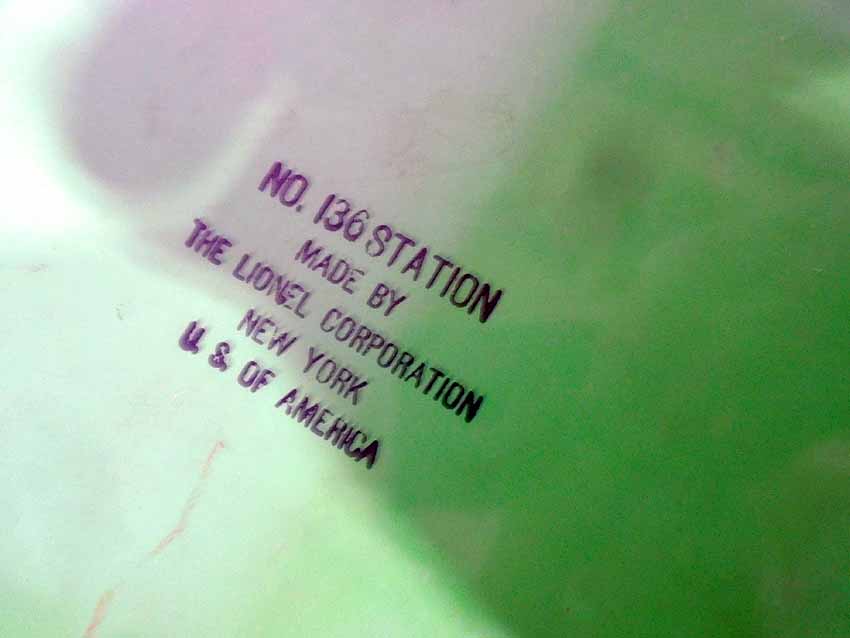 NO. 136 STATION
MADE BY
THE LIONEL CORPORATION
NEW YORK
U. S. OF AMERICA